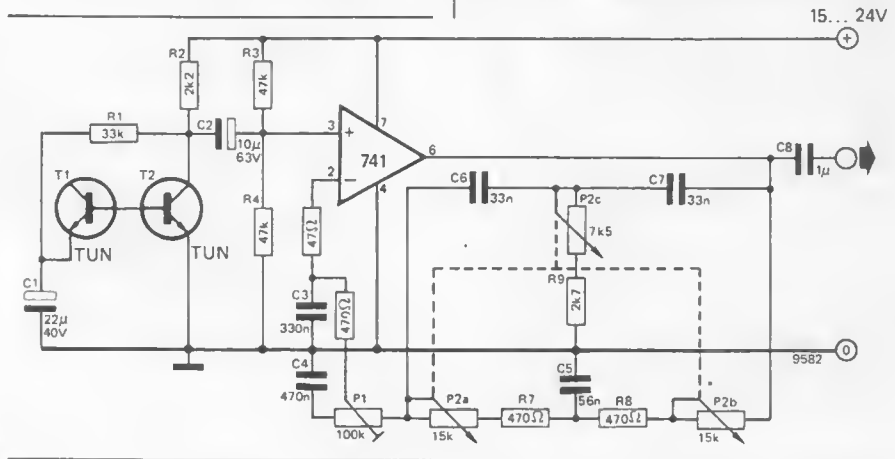 15... 24V
+
R2
2k2
R3
47k
R1
33k
C2
10μ
63V
3
+
7
741
6
2
−
4
C8
1μ
T1
T2
TUN
TUN
R4
47k
47Ω
C6
33n
C7
33n
P2c
7k5
C1
22μ
40V
C3
330n
470Ω
R9
2k7
0
9582
C4
470n
P1
100k
P2a
15k
R7
470Ω
C5
56n
R8
470Ω
P2b
15k